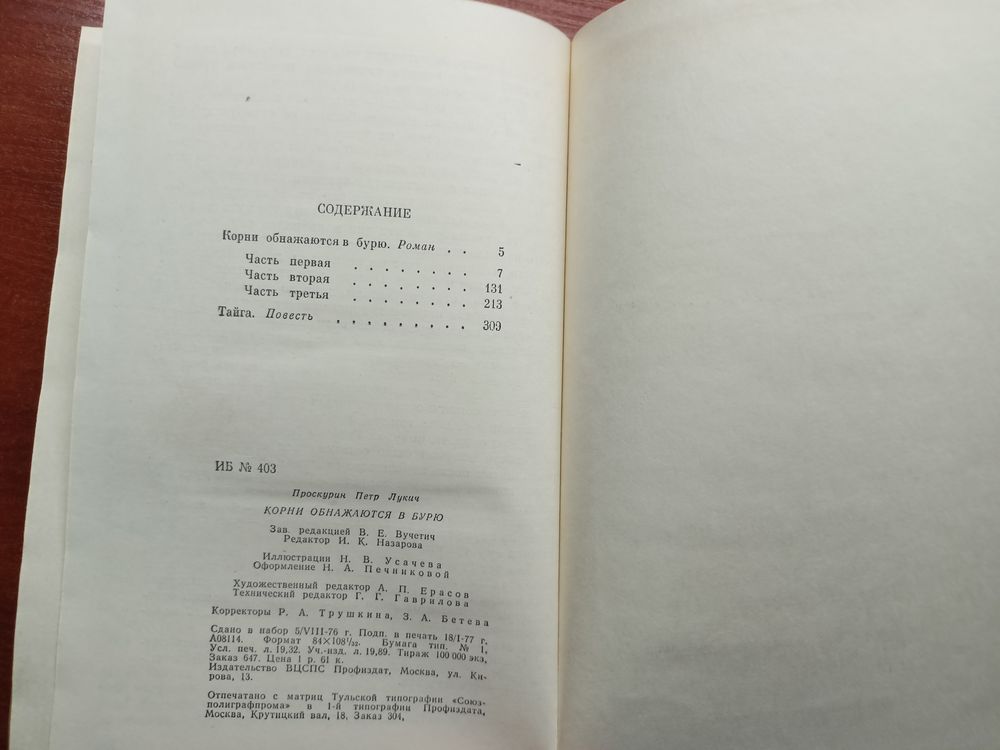 СОДЕРЖАНИЕ
Корни обнажаются в бурю. Роман . . 5
Часть первая . . . . . . . . 7
Часть вторая . . . . . . . . 131
Часть третья . . . . . . . . 213
Тайга. Повесть . . . . . . . . . 309
ИБ № 403
Проскурин Петр Лукич
КОРНИ ОБНАЖАЮТСЯ В БУРЮ
Зав. редакцией В. Е. Вучетич
Редактор И. К. Назарова
Иллюстрации Н. В. Усачева
Оформление Н. А. Печниковой
Художественный редактор А. П. Ерасов
Технический редактор Г. Г. Гаврилова
Корректоры Р. А. Трушкина, З. А. Бетева
Сдано в набор 5/VIII-76 г. Подп. в печать 18/I-77 г.
А08114. Формат 84×108¹/₃₂. Бумага тип. № 1,
Усл. печ. л. 19,32. Уч.-изд. л. 19,89. Тираж 100 000 экз,
Заказ 647. Цена 1 р. 61 к.
Издательство ВЦСПС Профиздат, Москва, ул. Ки-
рова, 13.
Отпечатано с матриц Тульской типографии «Союз-
полиграфпрома» в 1-й типографии Профиздата,
Москва, Крутицкий вал, 18. Заказ 304,